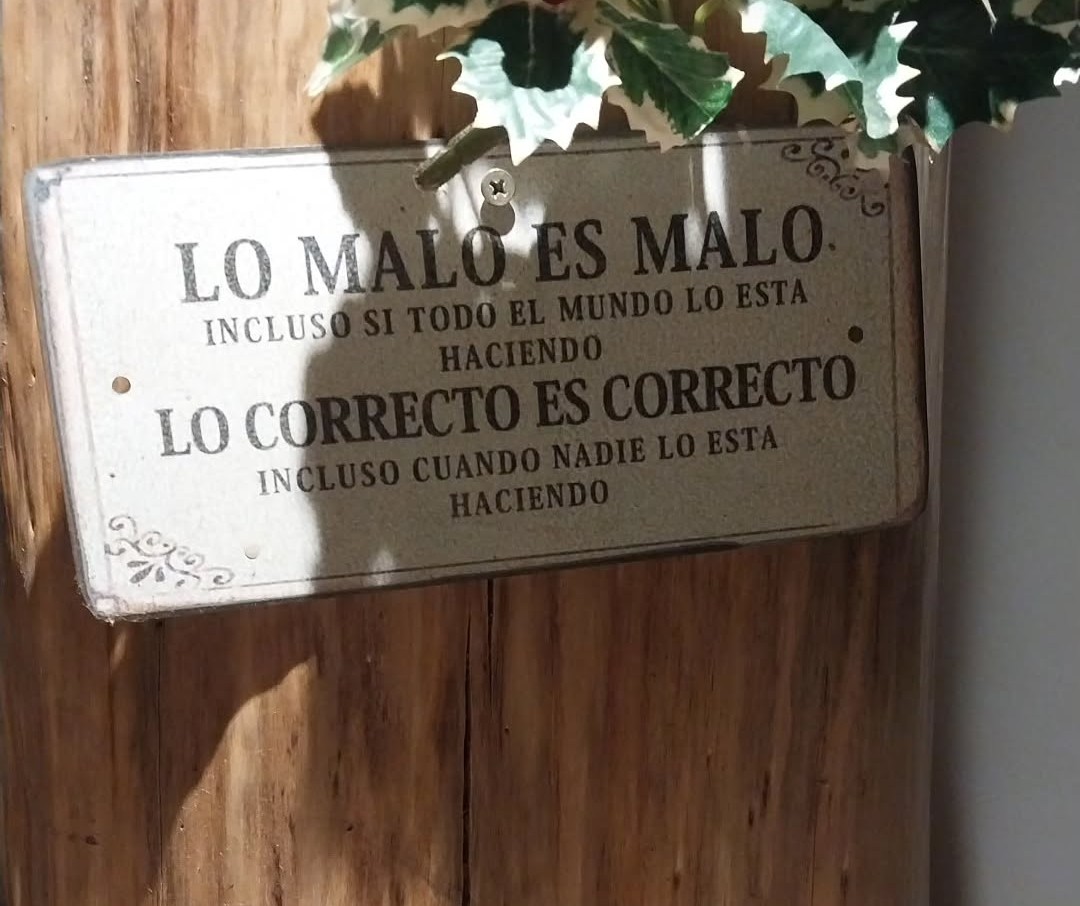 LO MALO ES MALO
INCLUSO SI TODO EL MUNDO LO ESTA
HACIENDO
LO CORRECTO ES CORRECTO
INCLUSO CUANDO NADIE LO ESTA
HACIENDO